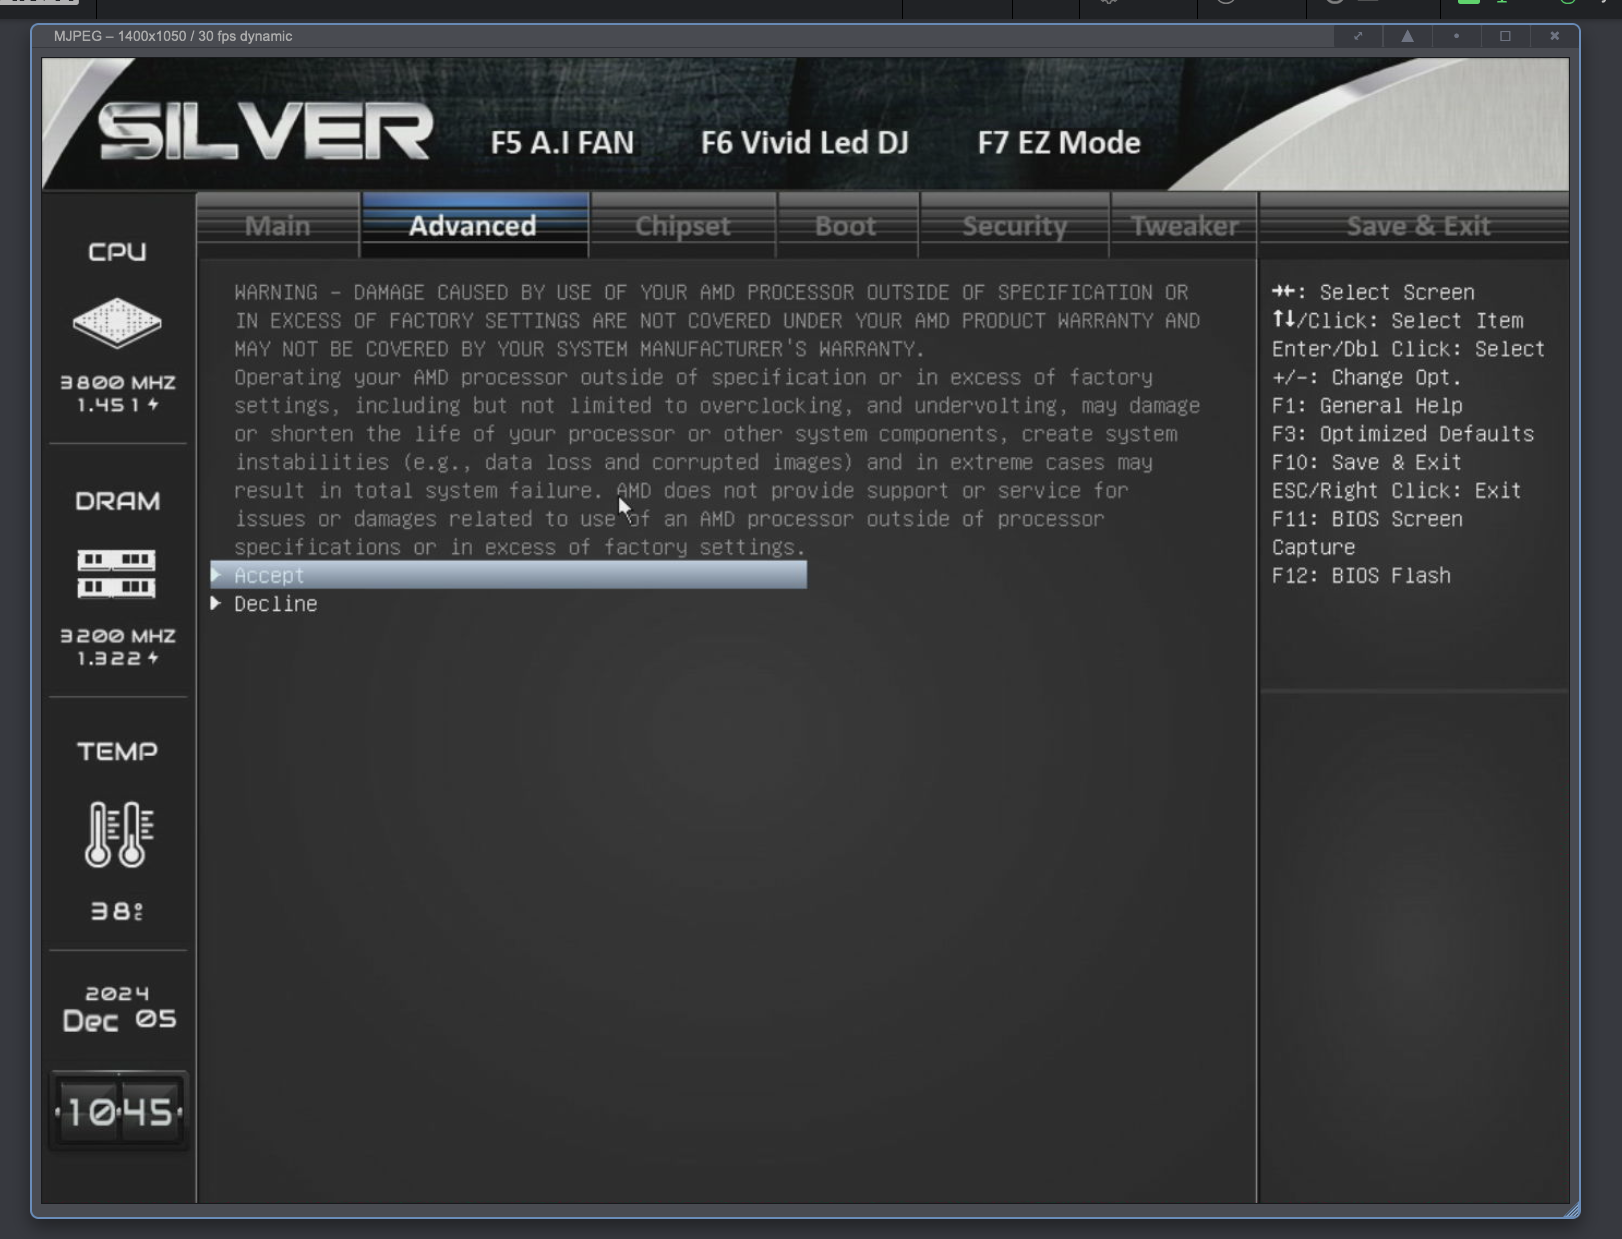 MJPEG – 1400x1050 / 30 fps dynamic
SILVER
F5 A.I FAN
F6 Vivid Led DJ
F7 EZ Mode
Main
Advanced
Chipset
Boot
Security
Tweaker
Save & Exit
CPU
3800 MHZ
1.451
DRAM
3200 MHZ
1.322
TEMP
38°C
2024
Dec 05
10:45
WARNING - DAMAGE CAUSED BY USE OF YOUR AMD PROCESSOR OUTSIDE OF SPECIFICATION OR
IN EXCESS OF FACTORY SETTINGS ARE NOT COVERED UNDER YOUR AMD PRODUCT WARRANTY AND
MAY NOT BE COVERED BY YOUR SYSTEM MANUFACTURER'S WARRANTY.
Operating your AMD processor outside of specification or in excess of factory
settings, including but not limited to overclocking, and undervolting, may damage
or shorten the life of your processor or other system components, create system
instabilities (e.g., data loss and corrupted images) and in extreme cases may
result in total system failure. AMD does not provide support or service for
issues or damages related to use of an AMD processor outside of processor
specifications or in excess of factory settings.
Accept
Decline
→←: Select Screen
↑↓/Click: Select Item
Enter/Dbl Click: Select
+/-: Change Opt.
F1: General Help
F3: Optimized Defaults
F10: Save & Exit
ESC/Right Click: Exit
F11: BIOS Screen
Capture
F12: BIOS Flash